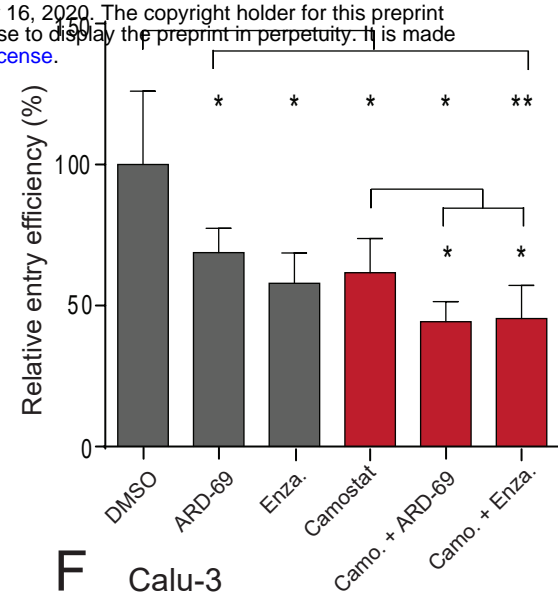 16, 2020. The copyright holder for this preprint
se to display the preprint in perpetuity. It is made
cense.
150
Relative entry efficiency (%)
* * * * **
100
* *
50
0
DMSO
ARD-69
Enza.
Camostat
Camo. + ARD-69
Camo. + Enza.
F Calu-3